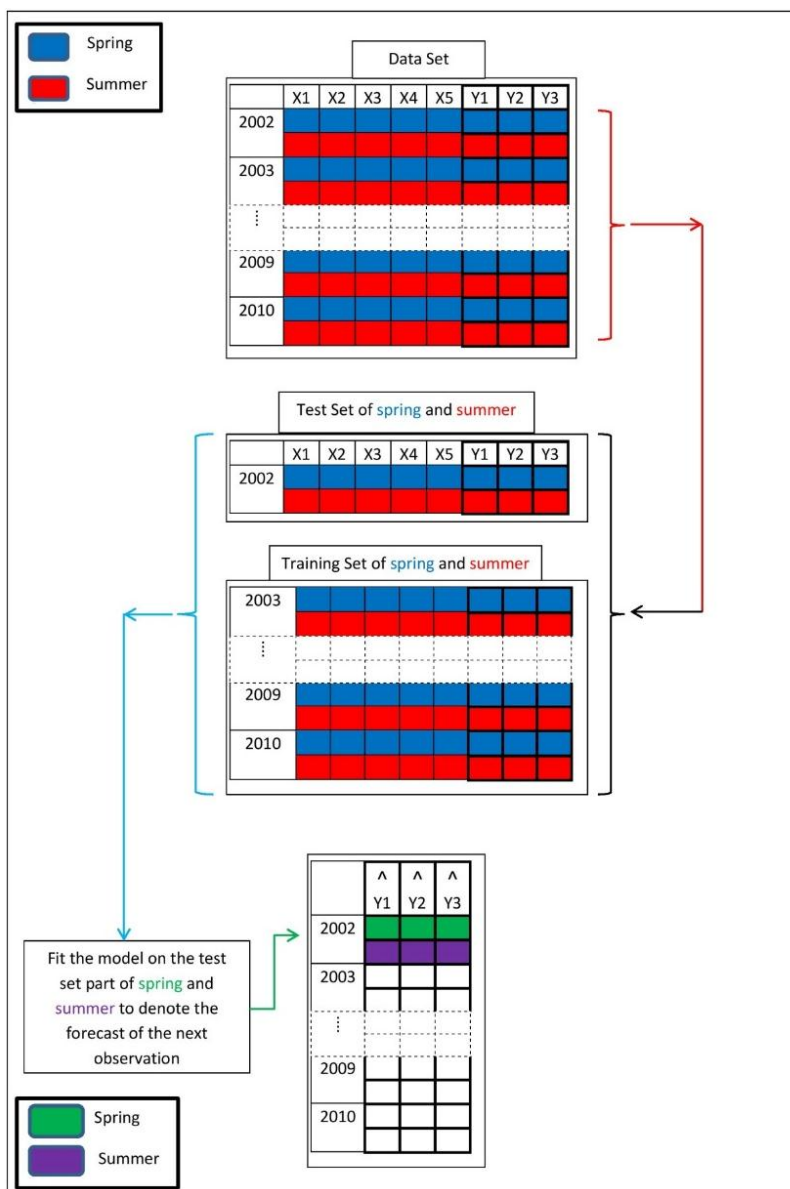 Spring
Summer
Data Set
X1 X2 X3 X4 X5 Y1 Y2 Y3
2002
2003
...
2009
2010
Test Set of spring and summer
X1 X2 X3 X4 X5 Y1 Y2 Y3
2002
Training Set of spring and summer
2003
...
2009
2010
^ ^ ^
Y1 Y2 Y3
2002
2003
...
2009
2010
Fit the model on the test
set part of spring and
summer to denote the
forecast of the next
observation
Spring
Summer